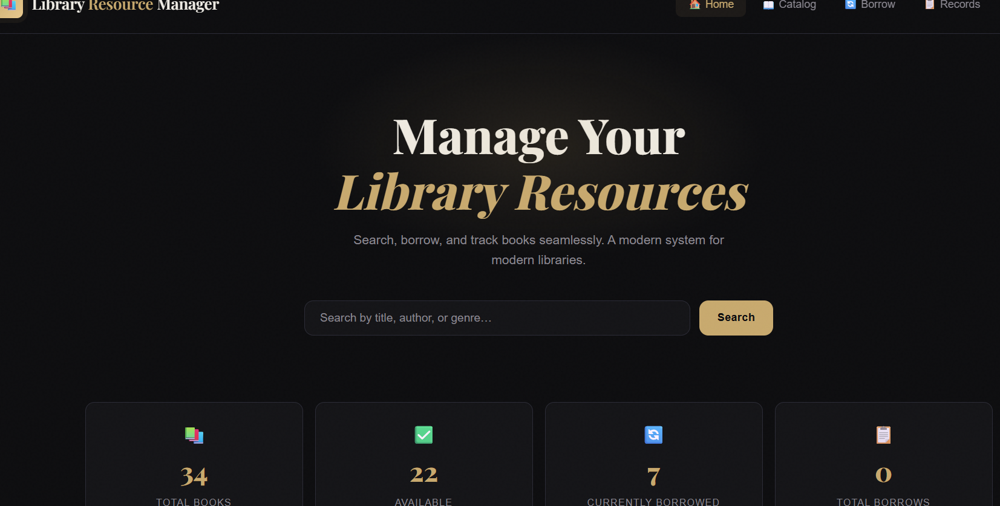 Library Resource Manager
Home
Catalog
Borrow
Records
Manage Your
Library Resources
Search, borrow, and track books seamlessly. A modern system for
modern libraries.
Search by title, author, or genre…
Search
34
TOTAL BOOKS
22
AVAILABLE
7
CURRENTLY BORROWED
0
TOTAL BORROWS